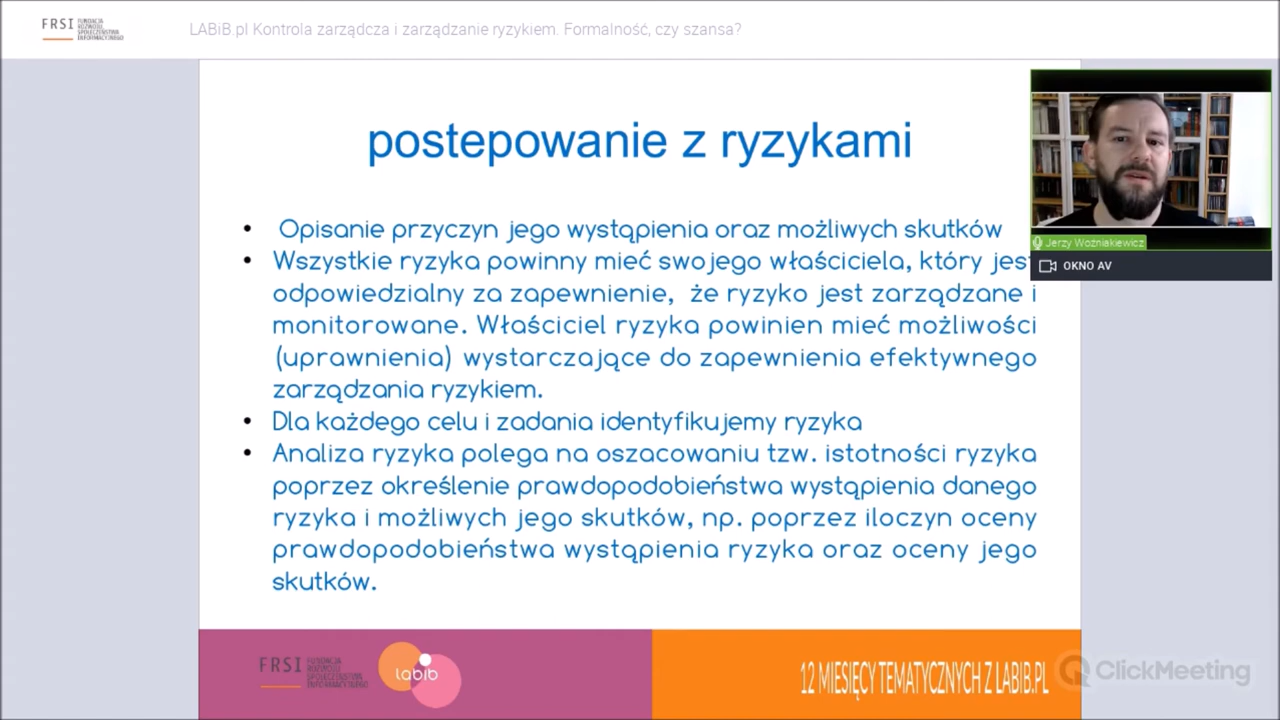 FRSI FUNDACJA
ROZWOJU
SPOŁECZEŃSTWA
INFORMACYJNEGO
LABiB.pl Kontrola zarządcza i zarządzanie ryzykiem. Formalność, czy szansa?
postepowanie z ryzykami
• Opisanie przyczyn jego wystąpienia oraz możliwych skutków
• Wszystkie ryzyka powinny mieć swojego właściciela, który jest
odpowiedzialny za zapewnienie, że ryzyko jest zarządzane i
monitorowane. Właściciel ryzyka powinien mieć możliwości
(uprawnienia) wystarczające do zapewnienia efektywnego
zarządzania ryzykiem.
• Dla każdego celu i zadania identyfikujemy ryzyka
• Analiza ryzyka polega na oszacowaniu tzw. istotności ryzyka
poprzez określenie prawdopodobieństwa wystąpienia danego
ryzyka i możliwych jego skutków, np. poprzez iloczyn oceny
prawdopodobieństwa wystąpienia ryzyka oraz oceny jego
skutków.
Jerzy Woźniakiewicz
OKNO AV
FRSI FUNDACJA
ROZWOJU
SPOŁECZEŃSTWA
INFORMACYJNEGO
labib
12 MIESIĘCY TEMATYCZNYCH Z LABIB.PL
ClickMeeting